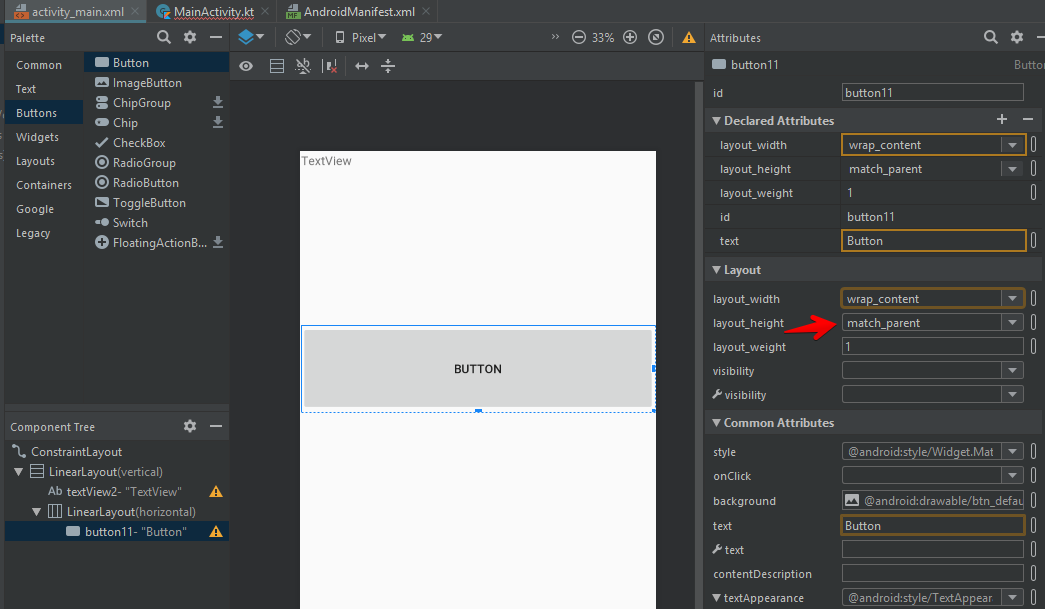 activity_main.xml
MainActivity.kt
AndroidManifest.xml
Palette
Pixel
29
33%
Attributes
Common
Text
Buttons
Widgets
Layouts
Containers
Google
Legacy
Button
ImageButton
ChipGroup
Chip
CheckBox
RadioGroup
RadioButton
ToggleButton
Switch
FloatingActionB...
TextView
BUTTON
Component Tree
ConstraintLayout
LinearLayout(vertical)
Ab textView2- "TextView"
LinearLayout(horizontal)
button11- "Button"
button11 Button
id button11
Declared Attributes
layout_width wrap_content
layout_height match_parent
layout_weight 1
id button11
text Button
Layout
layout_width wrap_content
layout_height match_parent
layout_weight 1
visibility
visibility
Common Attributes
style @android:style/Widget.Mat
onClick
background @android:drawable/btn_defau
text Button
text
contentDescription
textAppearance @android:style/TextAppear